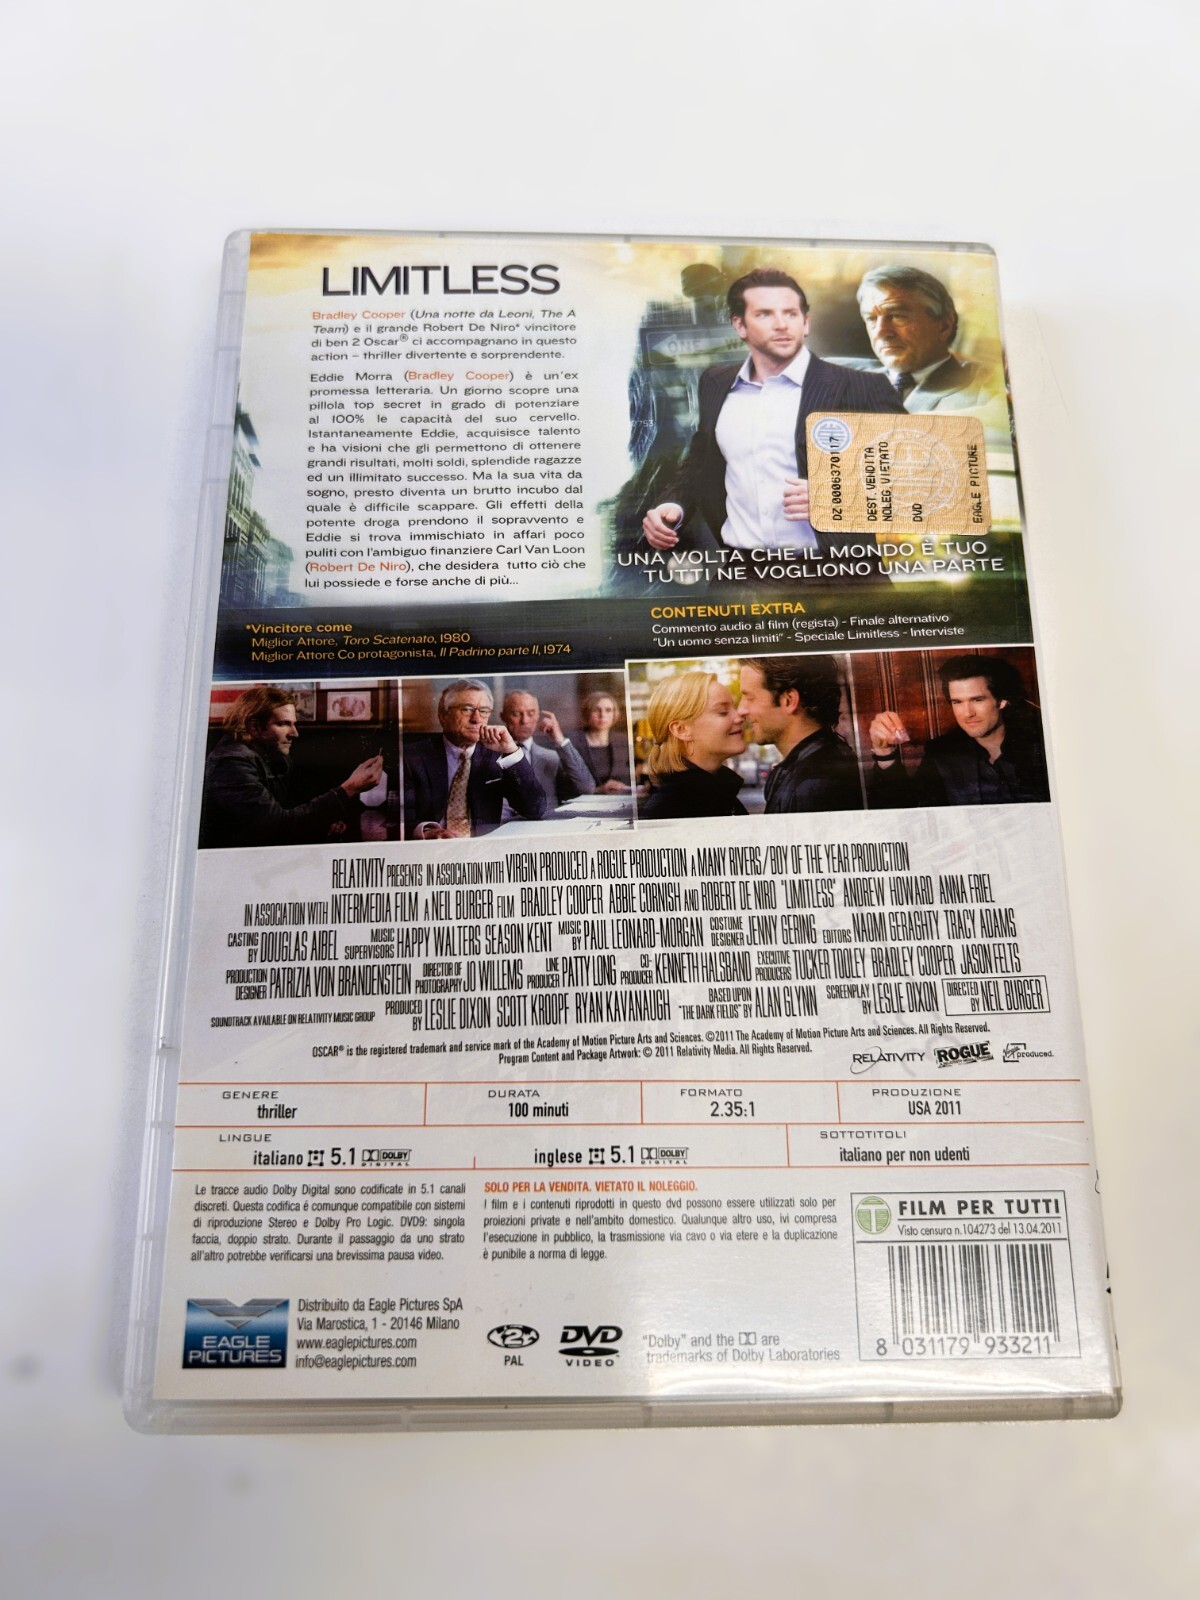 LIMITLESS
Bradley Cooper (Una notte da Leoni, The A
Team) e il grande Robert De Niro* vincitore
di ben 2 Oscar® ci accompagnano in questo
action – thriller divertente e sorprendente.
Eddie Morra (Bradley Cooper) è un'ex
promessa letteraria. Un giorno scopre una
pillola top secret in grado di potenziare
al 100% le capacità del suo cervello.
Istantaneamente Eddie, acquisisce talento
e ha visioni che gli permettono di ottenere
grandi risultati, molti soldi, splendide ragazze
ed un illimitato successo. Ma la sua vita da
sogno, presto diventa un brutto incubo dal
quale è difficile scappare. Gli effetti della
potente droga prendono il sopravvento e
Eddie si trova immischiato in affari poco
puliti con l'ambiguo finanziere Carl Van Loon
(Robert De Niro), che desidera tutto ciò che
lui possiede e forse anche di più...
DZ 0006370117
DEST.VENDITA
NOLEG.VIETATO
DVD
EAGLE PICTURE
UNA VOLTA CHE IL MONDO È TUO
TUTTI NE VOGLIONO UNA PARTE
*Vincitore come
Miglior Attore, Toro Scatenato, 1980
Miglior Attore Co protagonista, Il Padrino parte II, 1974
CONTENUTI EXTRA
Commento audio al film (regista) - Finale alternativo
"Un uomo senza limiti" - Speciale Limitless - Interviste
RELATIVITY PRESENTS IN ASSOCIATION WITH VIRGIN PRODUCED A ROGUE PRODUCTION A MANY RIVERS/BOY OF THE YEAR PRODUCTION
IN ASSOCIATION WITH INTERMEDIA FILM A NEIL BURGER FILM BRADLEY COOPER ABBIE CORNISH AND ROBERT DE NIRO "LIMITLESS" ANDREW HOWARD ANNA FRIEL
CASTING BY DOUGLAS AIBEL MUSIC SUPERVISORS HAPPY WALTERS SEASON KENT MUSIC BY PAUL LEONARD-MORGAN COSTUME DESIGNER JENNY GERING EDITORS NAOMI GERAGHTY TRACY ADAMS
PRODUCTION DESIGNER PATRIZIA VON BRANDENSTEIN DIRECTOR OF PHOTOGRAPHY JO WILLEMS LINE PRODUCER PATTY LONG CO-PRODUCER KENNETH HALSBAND EXECUTIVE PRODUCERS TUCKER TOOLEY BRADLEY COOPER JASON FELTS
SOUNDTRACK AVAILABLE ON RELATIVITY MUSIC GROUP PRODUCED BY LESLIE DIXON SCOTT KROOPF RYAN KAVANAUGH BASED UPON "THE DARK FIELDS" BY ALAN GLYNN SCREENPLAY BY LESLIE DIXON DIRECTED BY NEIL BURGER
OSCAR® is the registered trademark and service mark of the Academy of Motion Picture Arts and Sciences. ©2011 The Academy of Motion Picture Arts and Sciences. All Rights Reserved.
Program Content and Package Artwork: © 2011 Relativity Media. All Rights Reserved.
RELATIVITY ROGUE Virgin produced.
GENERE
thriller
DURATA
100 minuti
FORMATO
2.35:1
PRODUZIONE
USA 2011
LINGUE
italiano 5.1 DOLBY DIGITAL
inglese 5.1 DOLBY DIGITAL
SOTTOTITOLI
italiano per non udenti
Le tracce audio Dolby Digital sono codificate in 5.1 canali
discreti. Questa codifica è comunque compatibile con sistemi
di riproduzione Stereo e Dolby Pro Logic. DVD9: singola
faccia, doppio strato. Durante il passaggio da uno strato
all'altro potrebbe verificarsi una brevissima pausa video.
SOLO PER LA VENDITA. VIETATO IL NOLEGGIO.
I film e i contenuti riprodotti in questo dvd possono essere utilizzati solo per
proiezioni private e nell'ambito domestico. Qualunque altro uso, ivi compresa
l'esecuzione in pubblico, la trasmissione via cavo o via etere e la duplicazione
è punibile a norma di legge.
T FILM PER TUTTI
Visto censura n.104273 del 13.04.2011
8 031179 933211
EAGLE
PICTURES
Distribuito da Eagle Pictures SpA
Via Marostica, 1 - 20146 Milano
www.eaglepictures.com
info@eaglepictures.com
2
PAL
DVD
VIDEO
"Dolby" and the are
trademarks of Dolby Laboratories